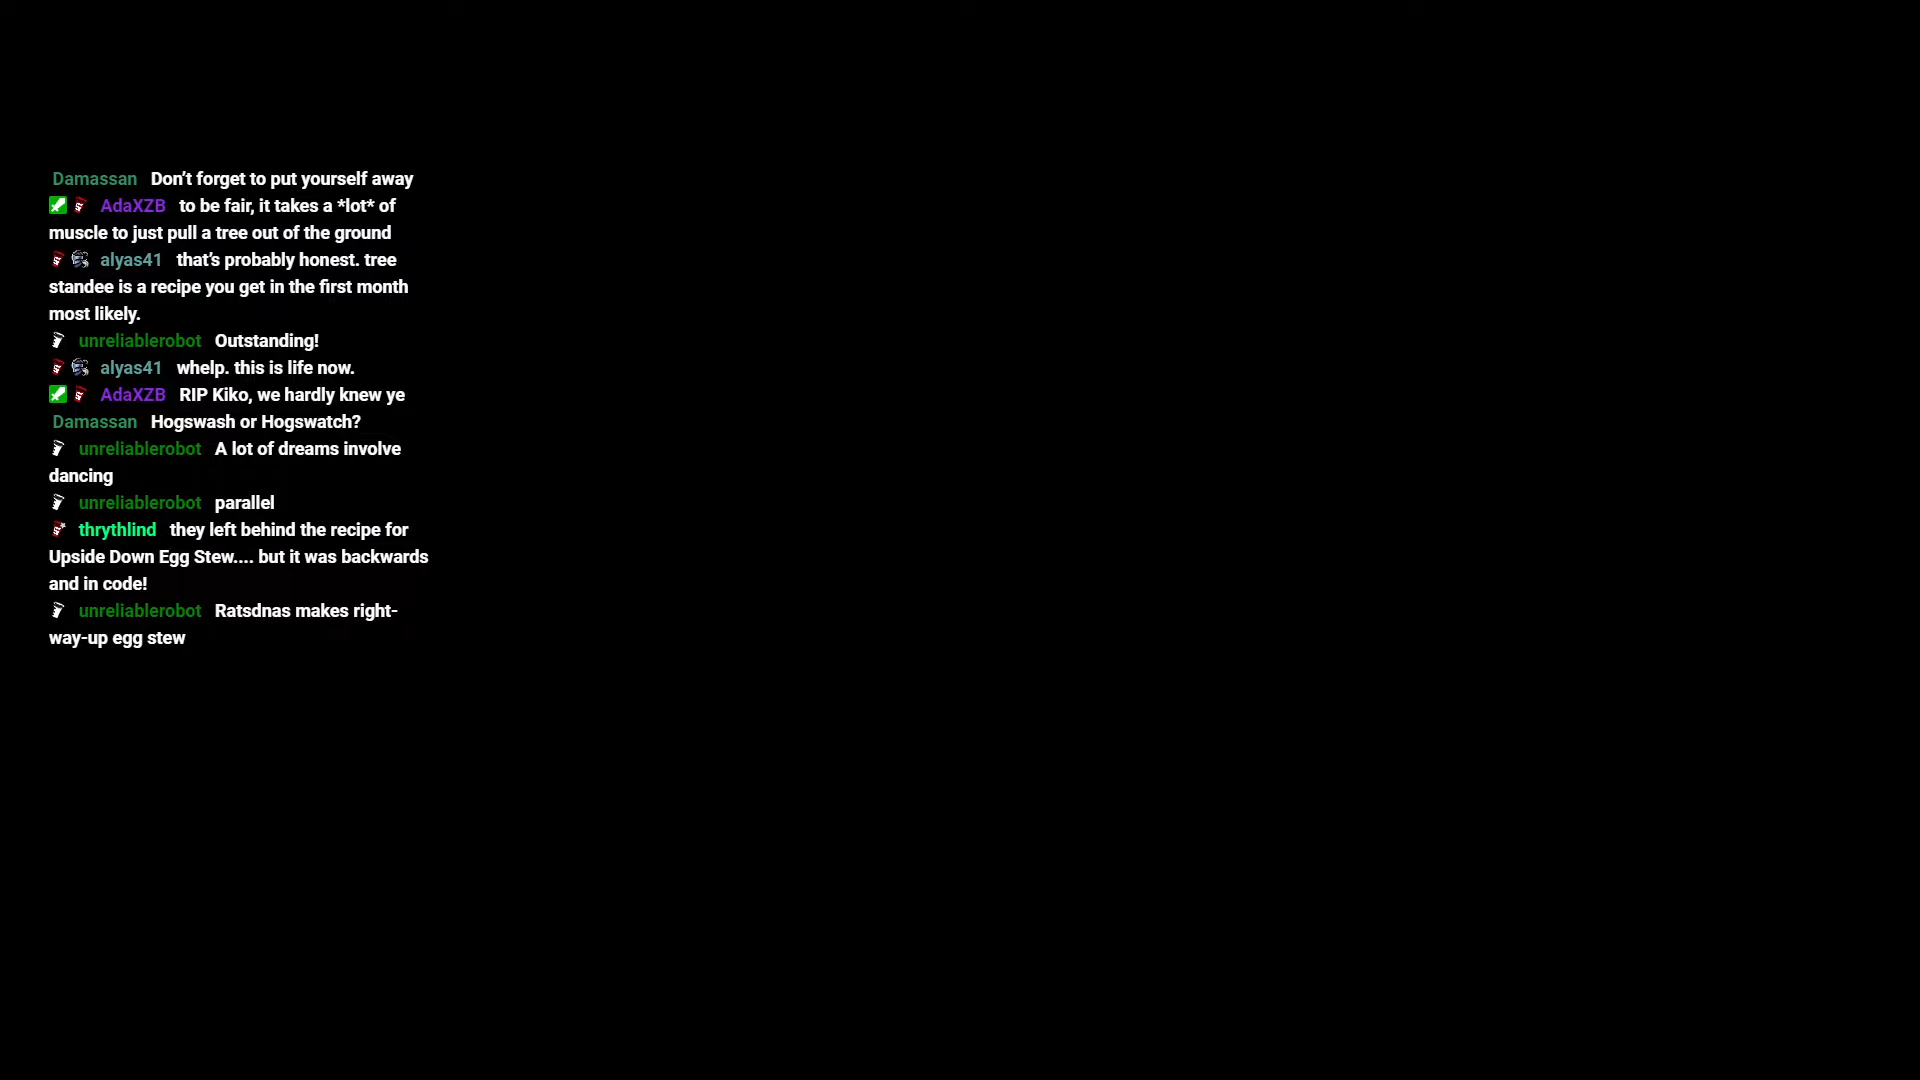 Damassan Don’t forget to put yourself away
AdaXZB to be fair, it takes a *lot* of
muscle to just pull a tree out of the ground
alyas41 that’s probably honest. tree
standee is a recipe you get in the first month
most likely.
unreliablerobot Outstanding!
alyas41 whelp. this is life now.
AdaXZB RIP Kiko, we hardly knew ye
Damassan Hogswash or Hogswatch?
unreliablerobot A lot of dreams involve
dancing
unreliablerobot parallel
thrythlind they left behind the recipe for
Upside Down Egg Stew.... but it was backwards
and in code!
unreliablerobot Ratsdnas makes right-
way-up egg stew